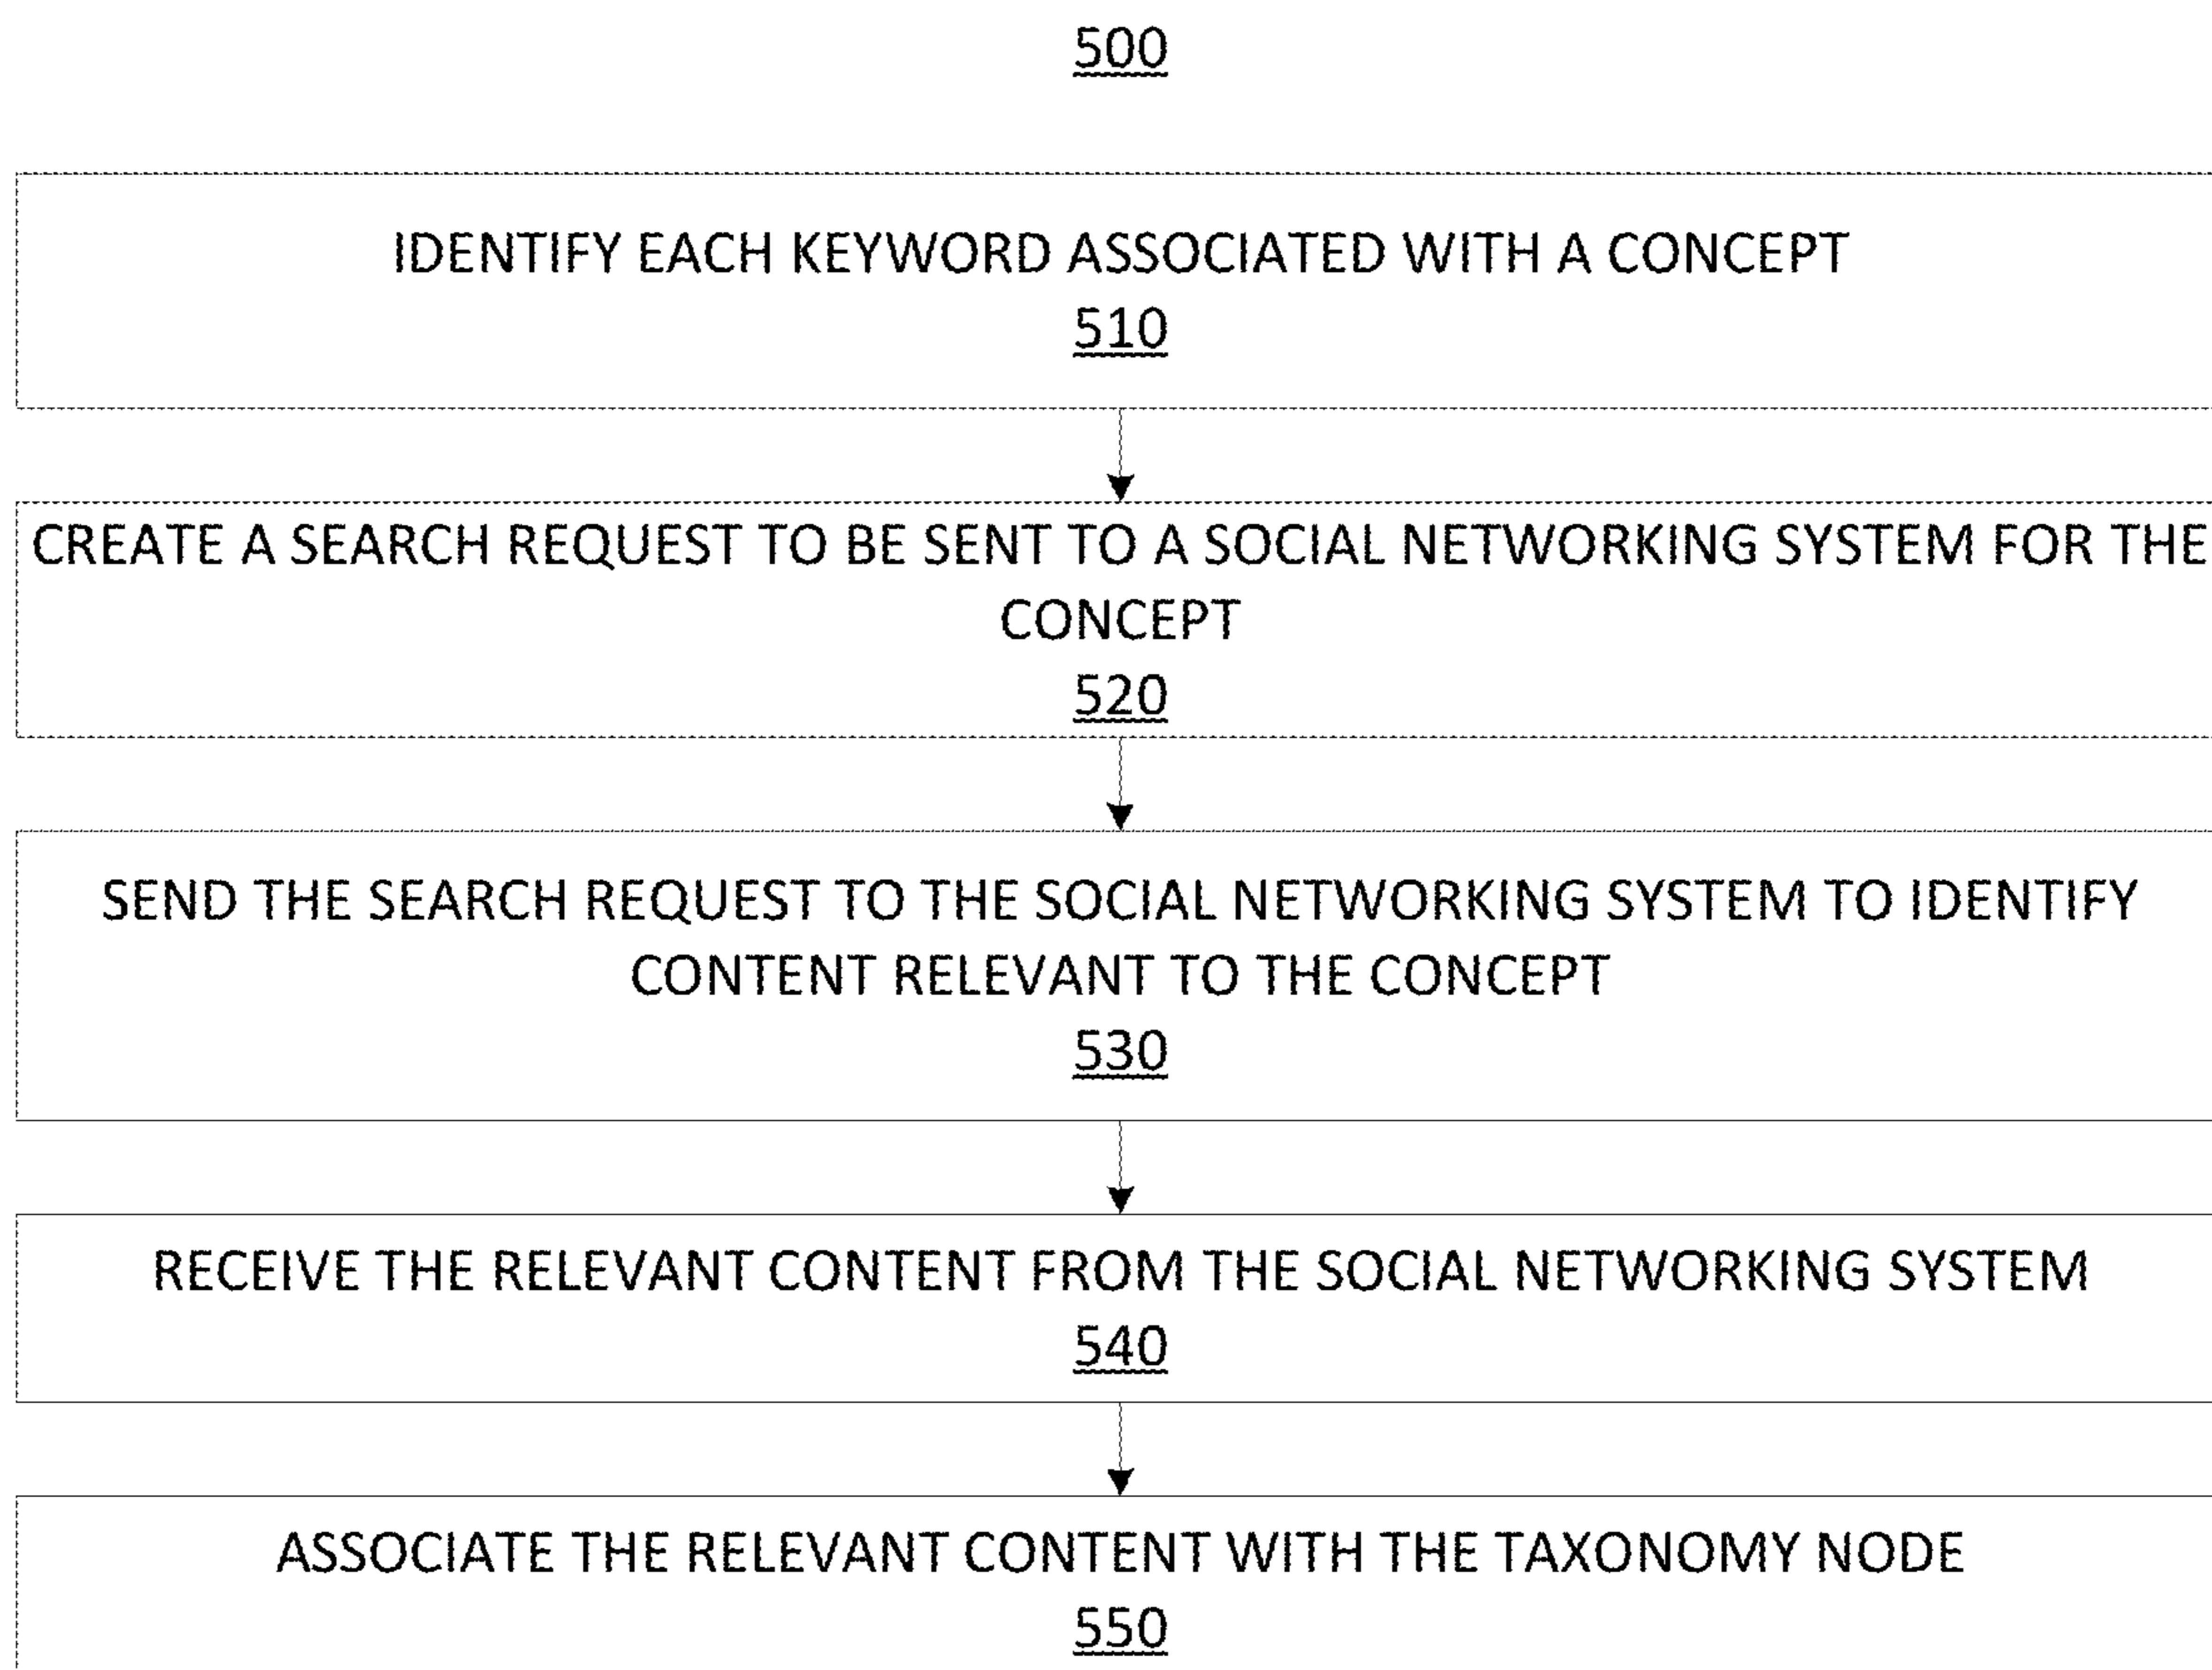 500
IDENTIFY EACH KEYWORD ASSOCIATED WITH A CONCEPT
510
CREATE A SEARCH REQUEST TO BE SENT TO A SOCIAL NETWORKING SYSTEM FOR THE
CONCEPT
520
SEND THE SEARCH REQUEST TO THE SOCIAL NETWORKING SYSTEM TO IDENTIFY
CONTENT RELEVANT TO THE CONCEPT
530
RECEIVE THE RELEVANT CONTENT FROM THE SOCIAL NETWORKING SYSTEM
540
ASSOCIATE THE RELEVANT CONTENT WITH THE TAXONOMY NODE
550